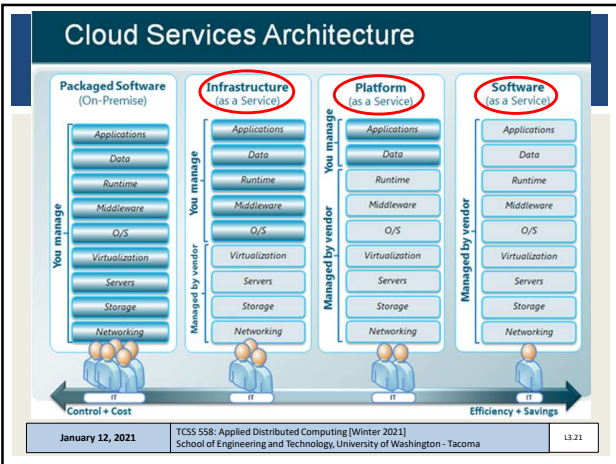 Cloud Services Architecture
Packaged Software
(On-Premise)
You manage
Applications
Data
Runtime
Middleware
O/S
Virtualization
Servers
Storage
Networking
Infrastructure
(as a Service)
You manage
Managed by vendor
Applications
Data
Runtime
Middleware
O/S
Virtualization
Servers
Storage
Networking
Platform
(as a Service)
You manage
Managed by vendor
Applications
Data
Runtime
Middleware
O/S
Virtualization
Servers
Storage
Networking
Software
(as a Service)
Managed by vendor
Applications
Data
Runtime
Middleware
O/S
Virtualization
Servers
Storage
Networking
IT
IT
IT
IT
Control + Cost
Efficiency + Savings
January 12, 2021
TCSS 558: Applied Distributed Computing [Winter 2021]
School of Engineering and Technology, University of Washington - Tacoma
L3.21